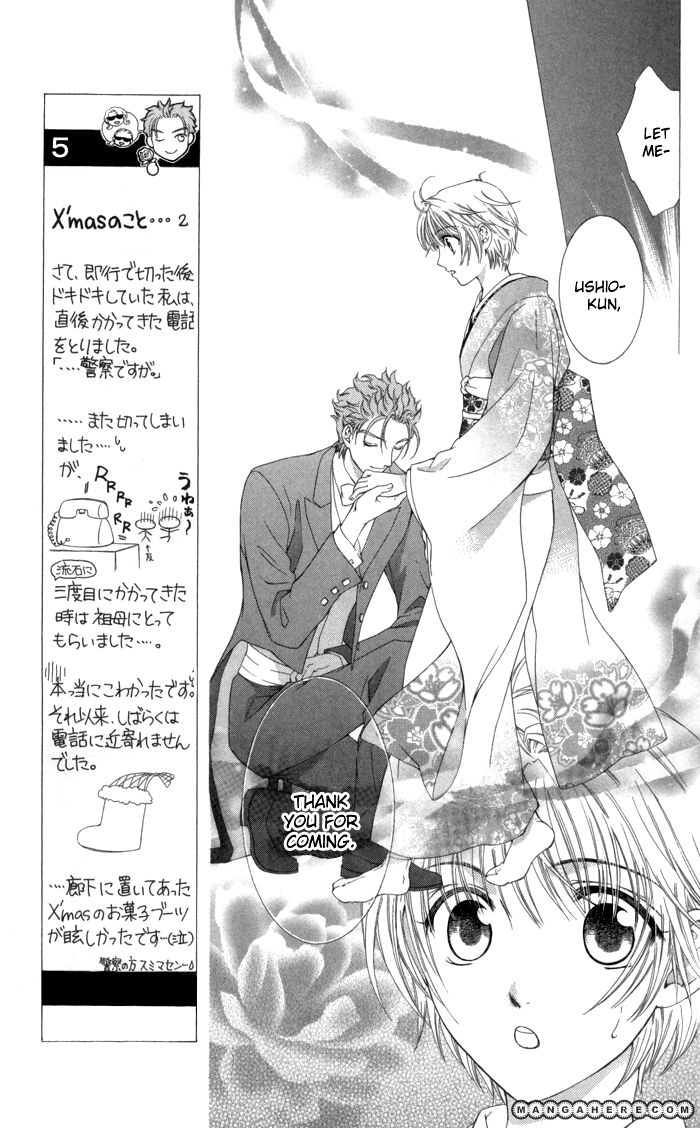 LET
ME-
USHIO-
KUN,
THANK
YOU FOR
COMING.
5
X'masのこと… 2
さて、即行で切った後
ドキドキしていた私は、
直後かかってきた電話
をとりました。
「‥‥警察ですが。」
‥‥‥また切ってしまい
ました‥‥
が、
RRRR
RR
うわぁ〜
友
流石に
三度目にかかってきた
時は祖母にとって
もらいました‥‥。
本当にこわかったです。
それ以来、しばらくは
電話に近寄れません
でした。
‥‥廊下に置いてあった
X'masのお菓子ブーツ
が眩しかったです…(泣)
警察の方スミマセン…
MANGAHERE.COM